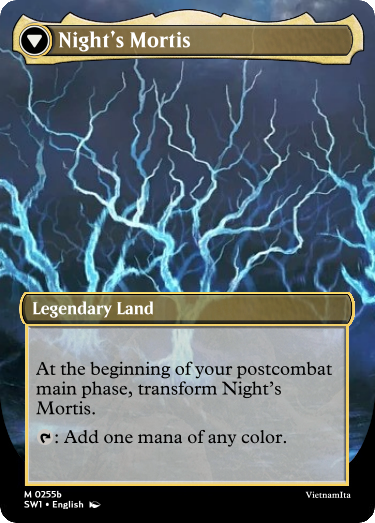 Night's Mortis
Legendary Land
At the beginning of your postcombat
main phase, transform Night's
Mortis.
: Add one mana of any color.
M 0255b
SW1 • English
VietnamIta